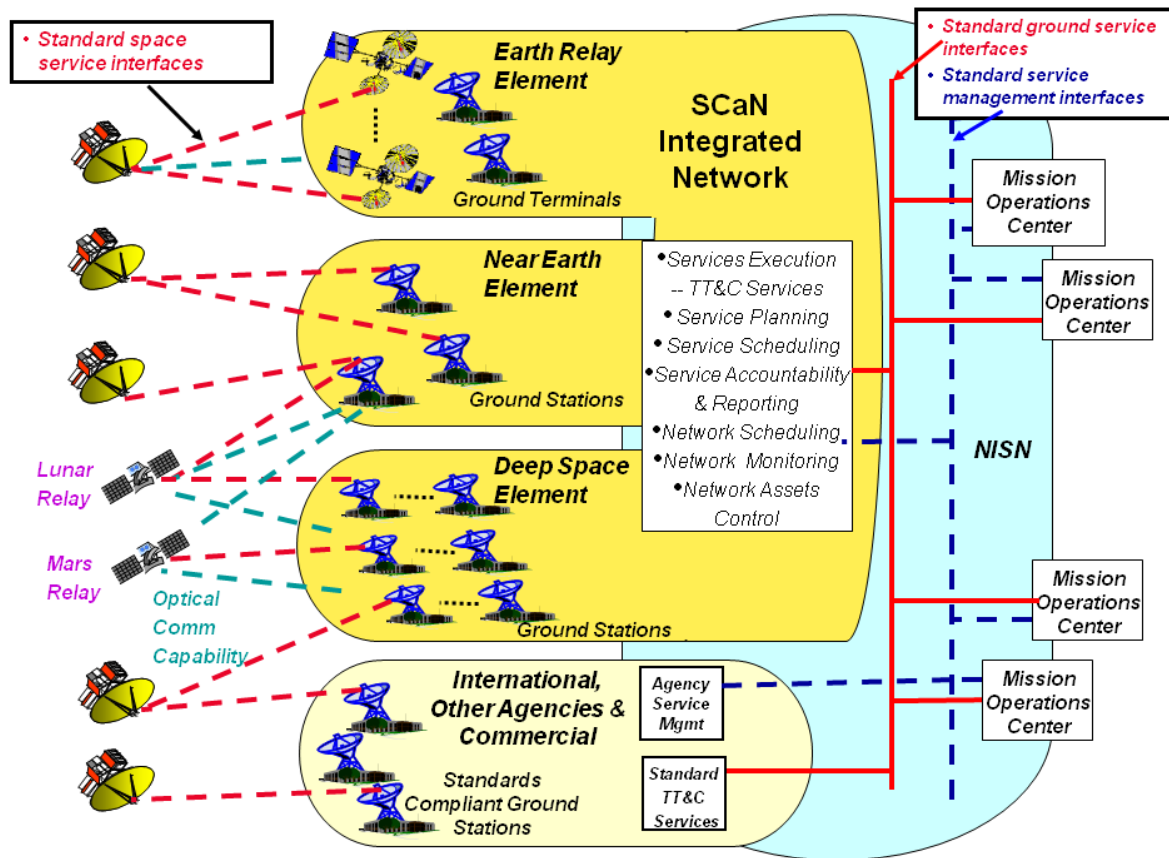 • Standard space
service interfaces
Earth Relay
Element
Ground Terminals
SCaN
Integrated
Network
• Standard ground service
interfaces
• Standard service
management interfaces
Mission
Operations
Center
Near Earth
Element
Ground Stations
•Services Execution
-- TT&C Services
•Service Planning
•Service Scheduling
•Service Accountability
& Reporting
•Network Scheduling
•Network Monitoring
•Network Assets
Control
Mission
Operations
Center
NISN
Lunar
Relay
Mars
Relay
Optical
Comm
Capability
Deep Space
Element
Ground Stations
Mission
Operations
Center
International,
Other Agencies &
Commercial
Standards
Compliant Ground
Stations
Agency
Service
Mgmt
Standard
TT&C
Services
Mission
Operations
Center